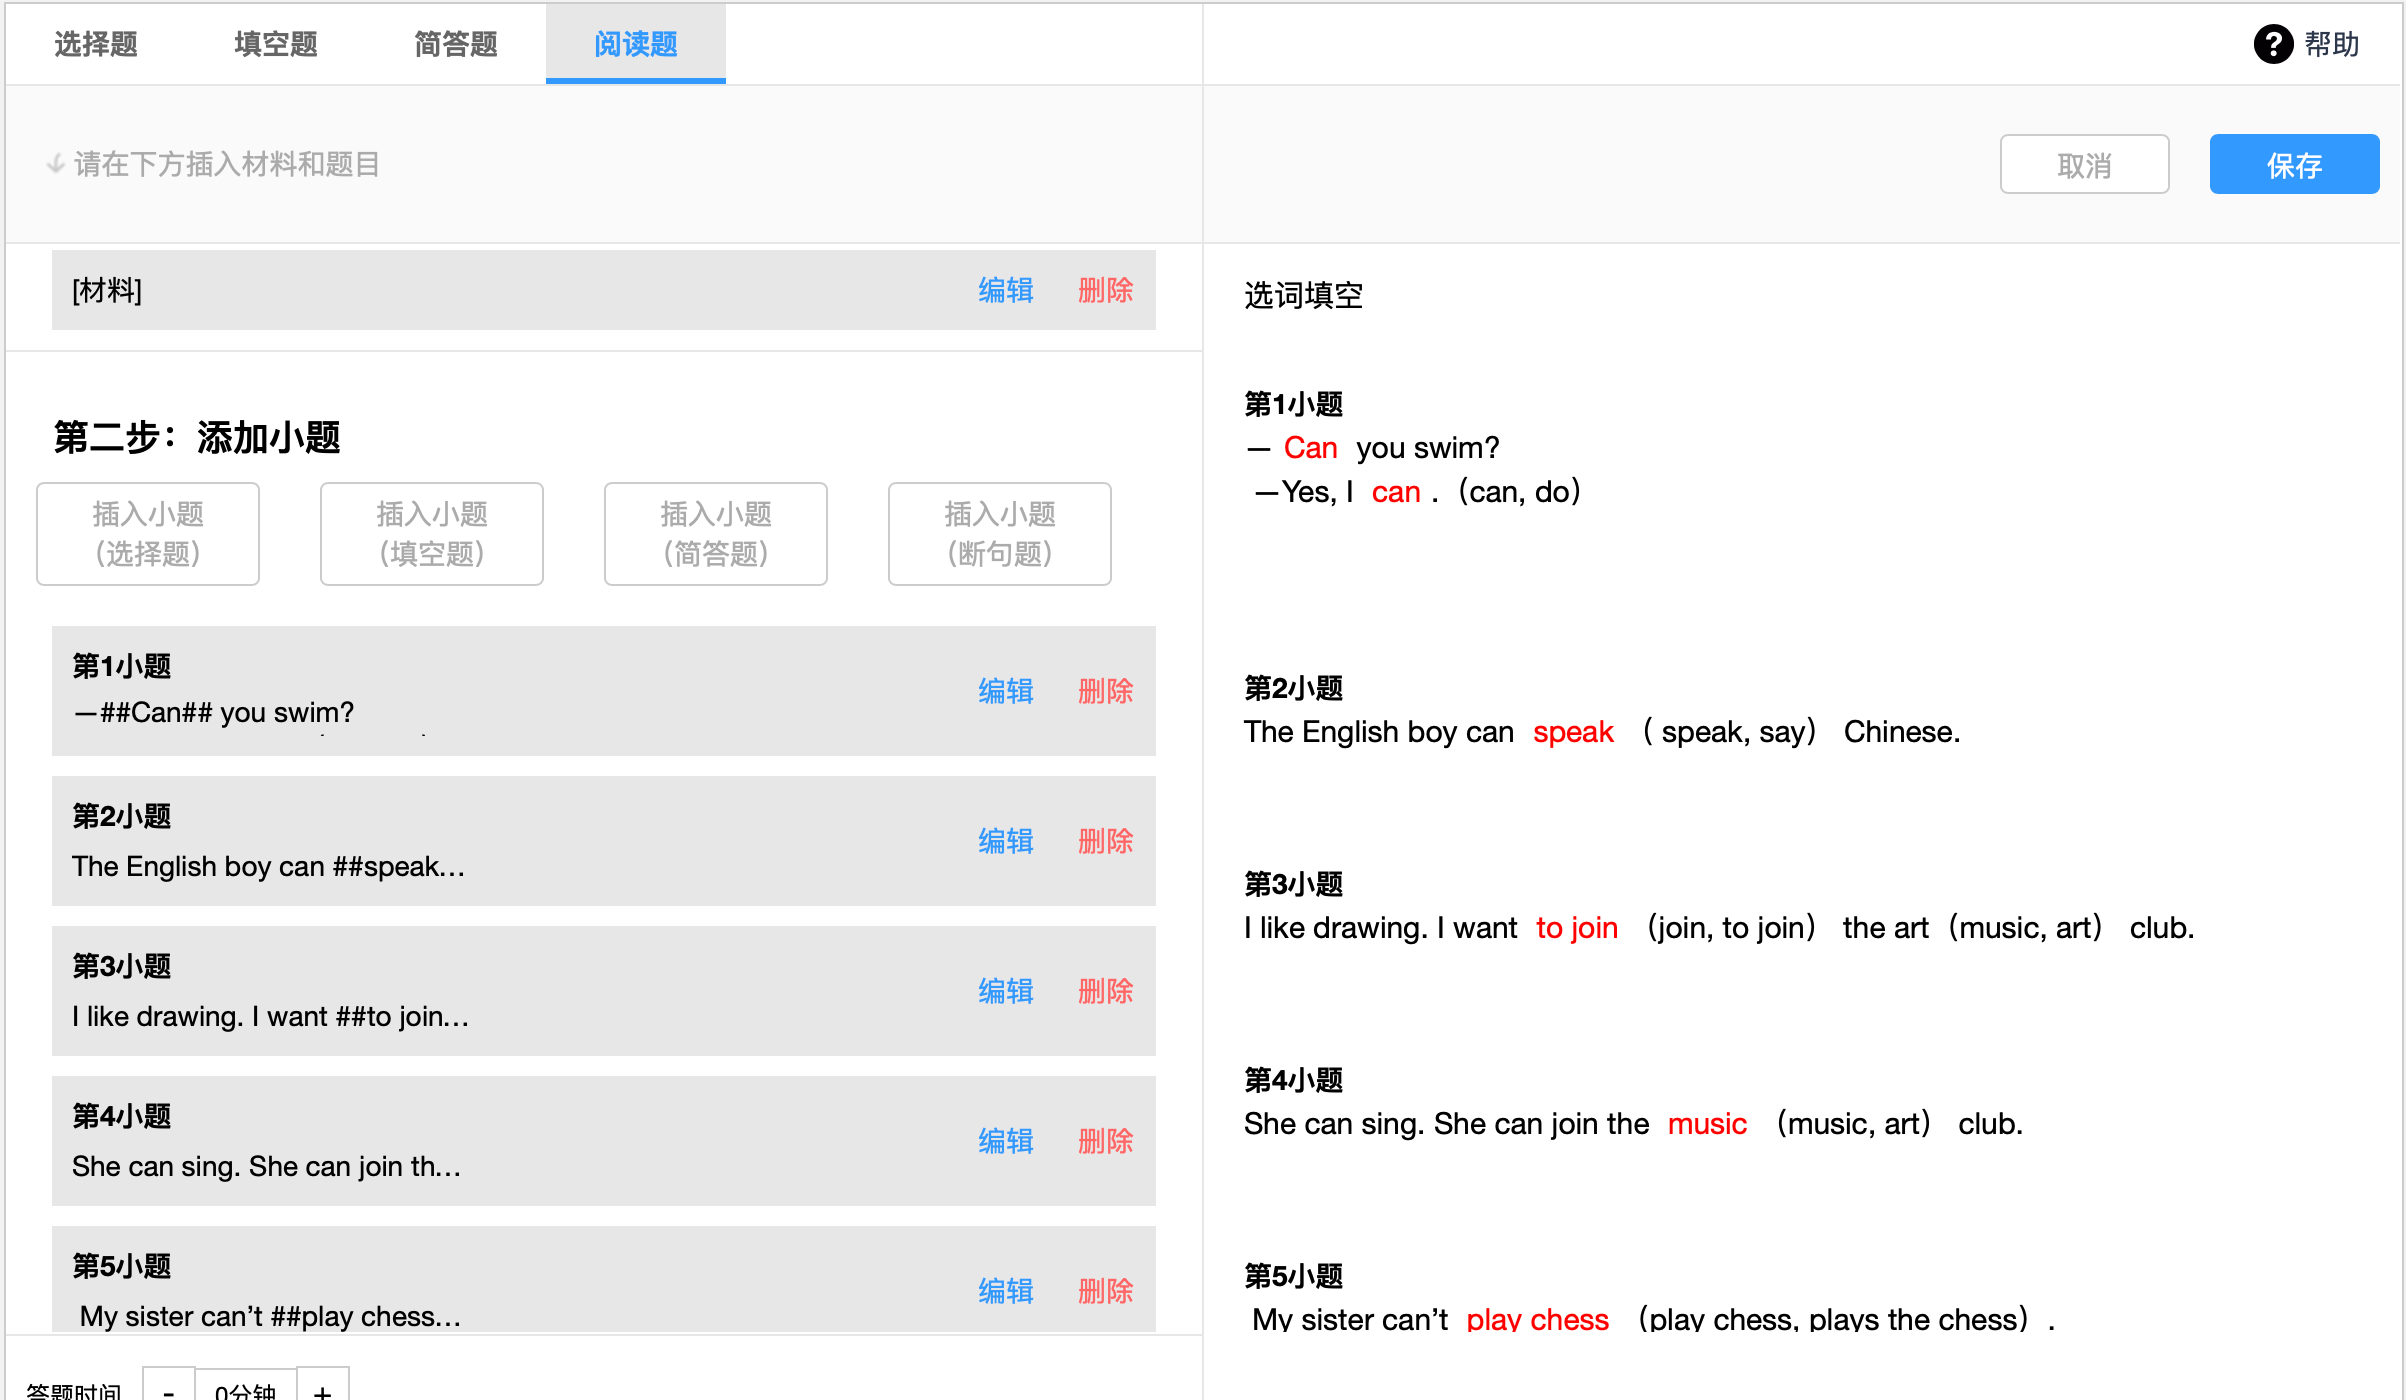 选择题 填空题 简答题 阅读题
? 帮助
请在下方插入材料和题目
取消 保存
[材料] 编辑 删除
第二步：添加小题
插入小题（选择题） 插入小题（填空题） 插入小题（简答题） 插入小题（断句题）
第1小题
—##Can## you swim?
编辑 删除
第2小题
The English boy can ##speak...
编辑 删除
第3小题
I like drawing. I want ##to join...
编辑 删除
第4小题
She can sing. She can join th...
编辑 删除
第5小题
My sister can’t ##play chess...
编辑 删除
答题时间 - 0分钟 +
选词填空
第1小题
— Can you swim?
—Yes, I can .（can, do）
第2小题
The English boy can speak （ speak, say） Chinese.
第3小题
I like drawing. I want to join （join, to join） the art（music, art） club.
第4小题
She can sing. She can join the music （music, art） club.
第5小题
My sister can’t play chess （play chess, plays the chess）.